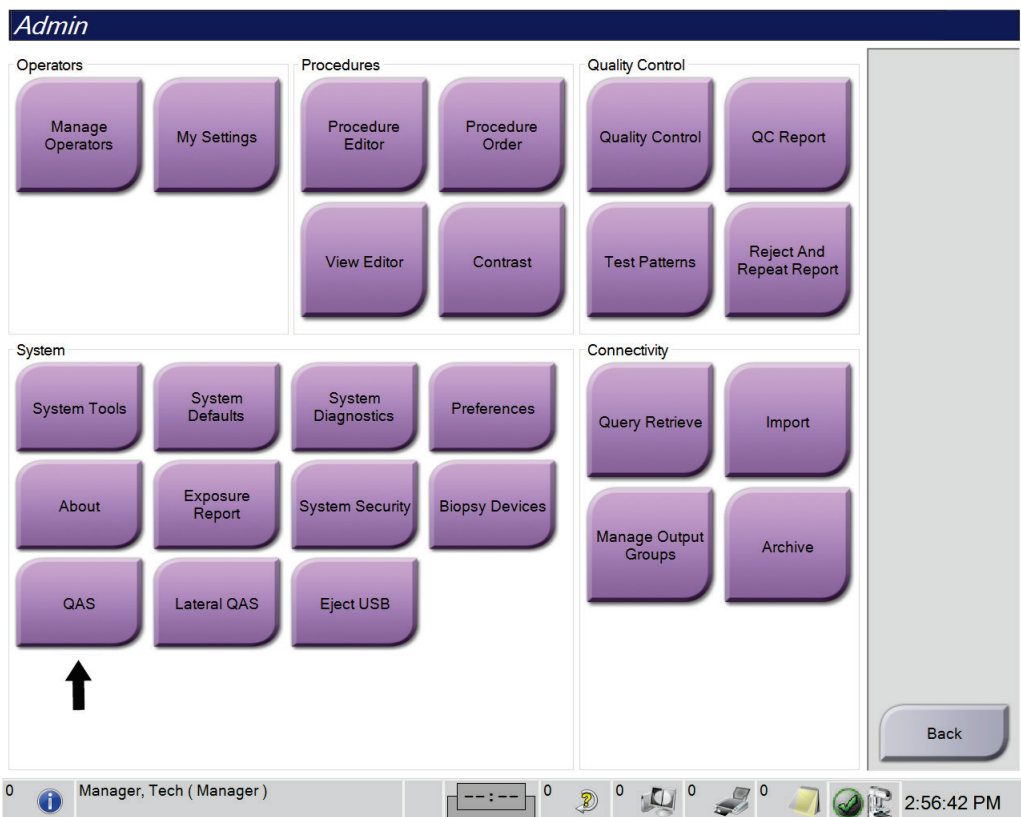 Admin
Operators
Manage
Operators
My Settings
Procedures
Procedure
Editor
Procedure
Order
View Editor
Contrast
Quality Control
Quality Control
QC Report
Test Patterns
Reject And
Repeat Report
System
System Tools
System
Defaults
System
Diagnostics
Preferences
About
Exposure
Report
System Security
Biopsy Devices
QAS
Lateral QAS
Eject USB
Connectivity
Query Retrieve
Import
Manage Output
Groups
Archive
Back
0
Manager, Tech ( Manager )
--:--
0
0
0
0
2:56:42 PM